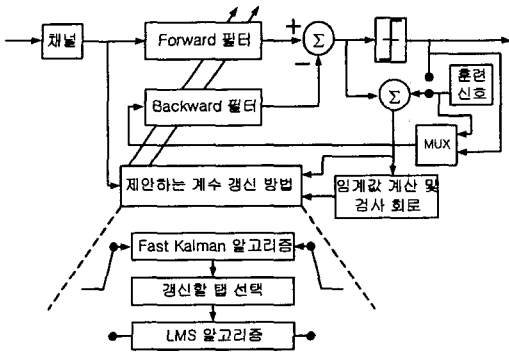 채널
Forward 필터
+
Σ
−
훈련
신호
Backward 필터
Σ
MUX
제안하는 계수 갱신 방법
임계값 계산 및
검사 회로
Fast Kalman 알고리즘
갱신할 탭 선택
LMS 알고리즘